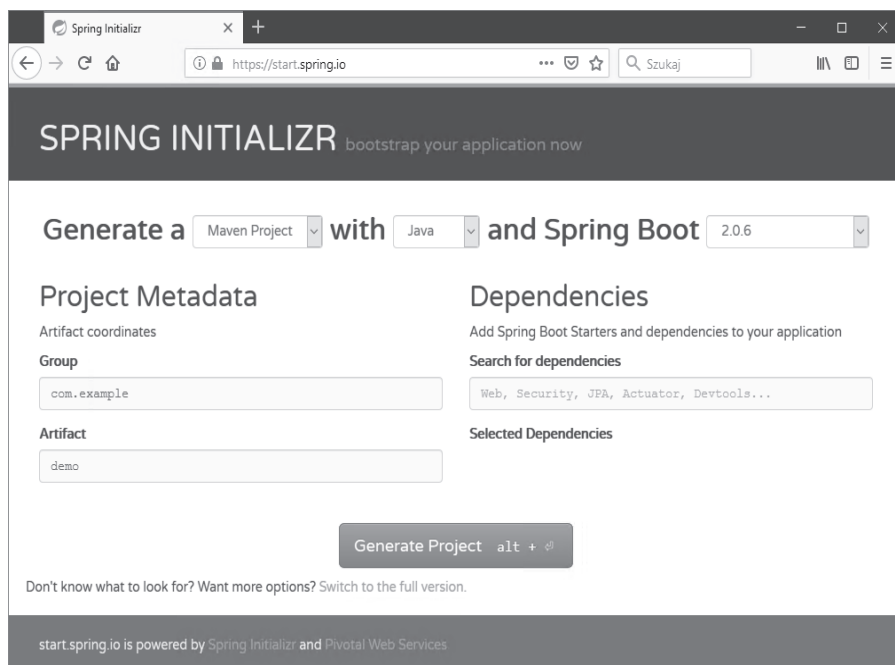 Spring Initializr
https://start.spring.io
Szukaj
SPRING INITIALIZR bootstrap your application now
Generate a Maven Project with Java and Spring Boot 2.0.6
Project Metadata
Artifact coordinates
Group
com.example
Artifact
demo
Dependencies
Add Spring Boot Starters and dependencies to your application
Search for dependencies
Web, Security, JPA, Actuator, Devtools...
Selected Dependencies
Generate Project alt + ⏎
Don't know what to look for? Want more options? Switch to the full version.
start.spring.io is powered by Spring Initializr and Pivotal Web Services